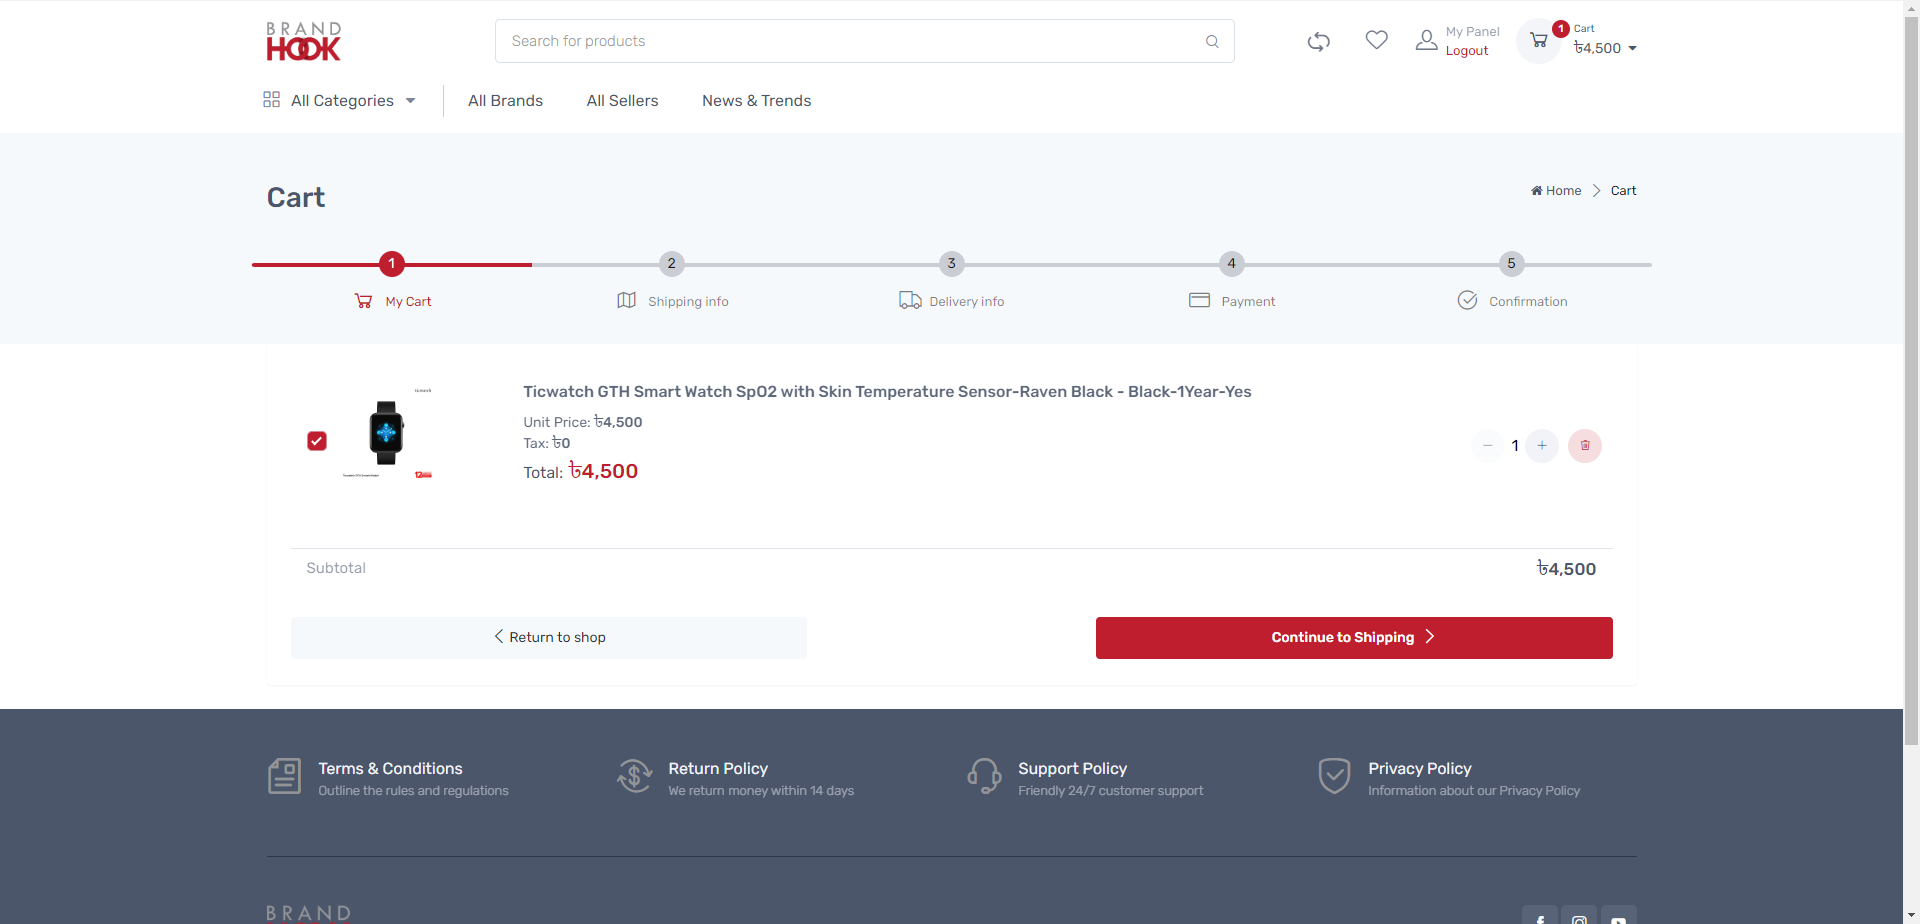 BRAND
HOOK
Search for products
My Panel
Logout
1
Cart
৳4,500
All Categories
All Brands
All Sellers
News & Trends
Cart
Home
Cart
1
2
3
4
5
My Cart
Shipping info
Delivery info
Payment
Confirmation
Ticwatch GTH Smart Watch SpO2 with Skin Temperature Sensor-Raven Black - Black-1Year-Yes
Unit Price: ৳4,500
Tax: ৳0
Total: ৳4,500
− 1 +
Subtotal
৳4,500
Return to shop
Continue to Shipping
Terms & Conditions
Outline the rules and regulations
Return Policy
We return money within 14 days
Support Policy
Friendly 24/7 customer support
Privacy Policy
Information about our Privacy Policy
BRAND